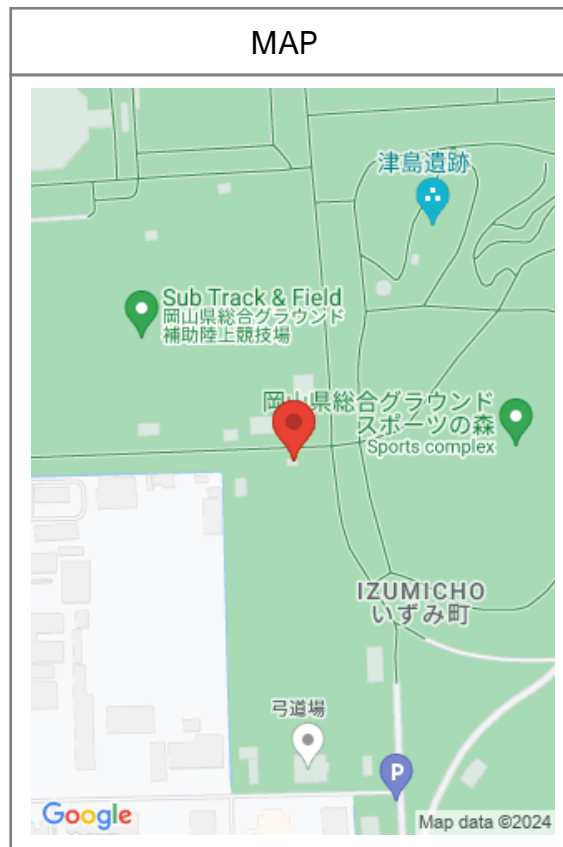 MAP
津島遺跡
Sub Track & Field
岡山県総合グラウンド
補助陸上競技場
岡山県総合グラウンド
スポーツの森
Sports complex
IZUMICHO
いずみ町
弓道場
P
Google
Map data ©2024